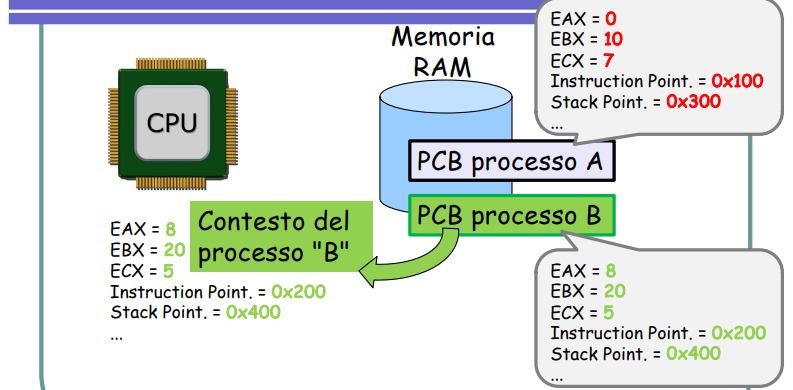 Memoria
RAM
EAX = 0
EBX = 10
ECX = 7
Instruction Point. = 0x100
Stack Point. = 0x300
...
CPU
PCB processo A
PCB processo B
Contesto del
processo "B"
EAX = 8
EBX = 20
ECX = 5
Instruction Point. = 0x200
Stack Point. = 0x400
...
EAX = 8
EBX = 20
ECX = 5
Instruction Point. = 0x200
Stack Point. = 0x400
...